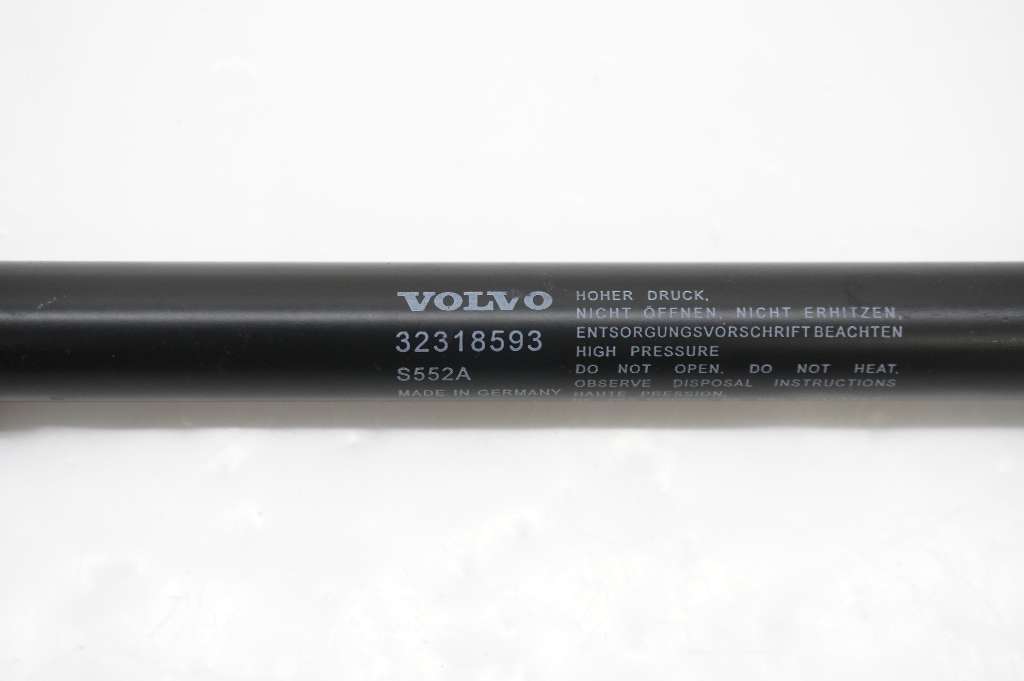 VOLVO
32318593
S552A
MADE IN GERMANY
HOHER DRUCK,
NICHT ÖFFNEN, NICHT ERHITZEN,
ENTSORGUNGSVORSCHRIFT BEACHTEN
HIGH PRESSURE
DO NOT OPEN, DO NOT HEAT,
OBSERVE DISPOSAL INSTRUCTIONS
HAUTE PRESSION